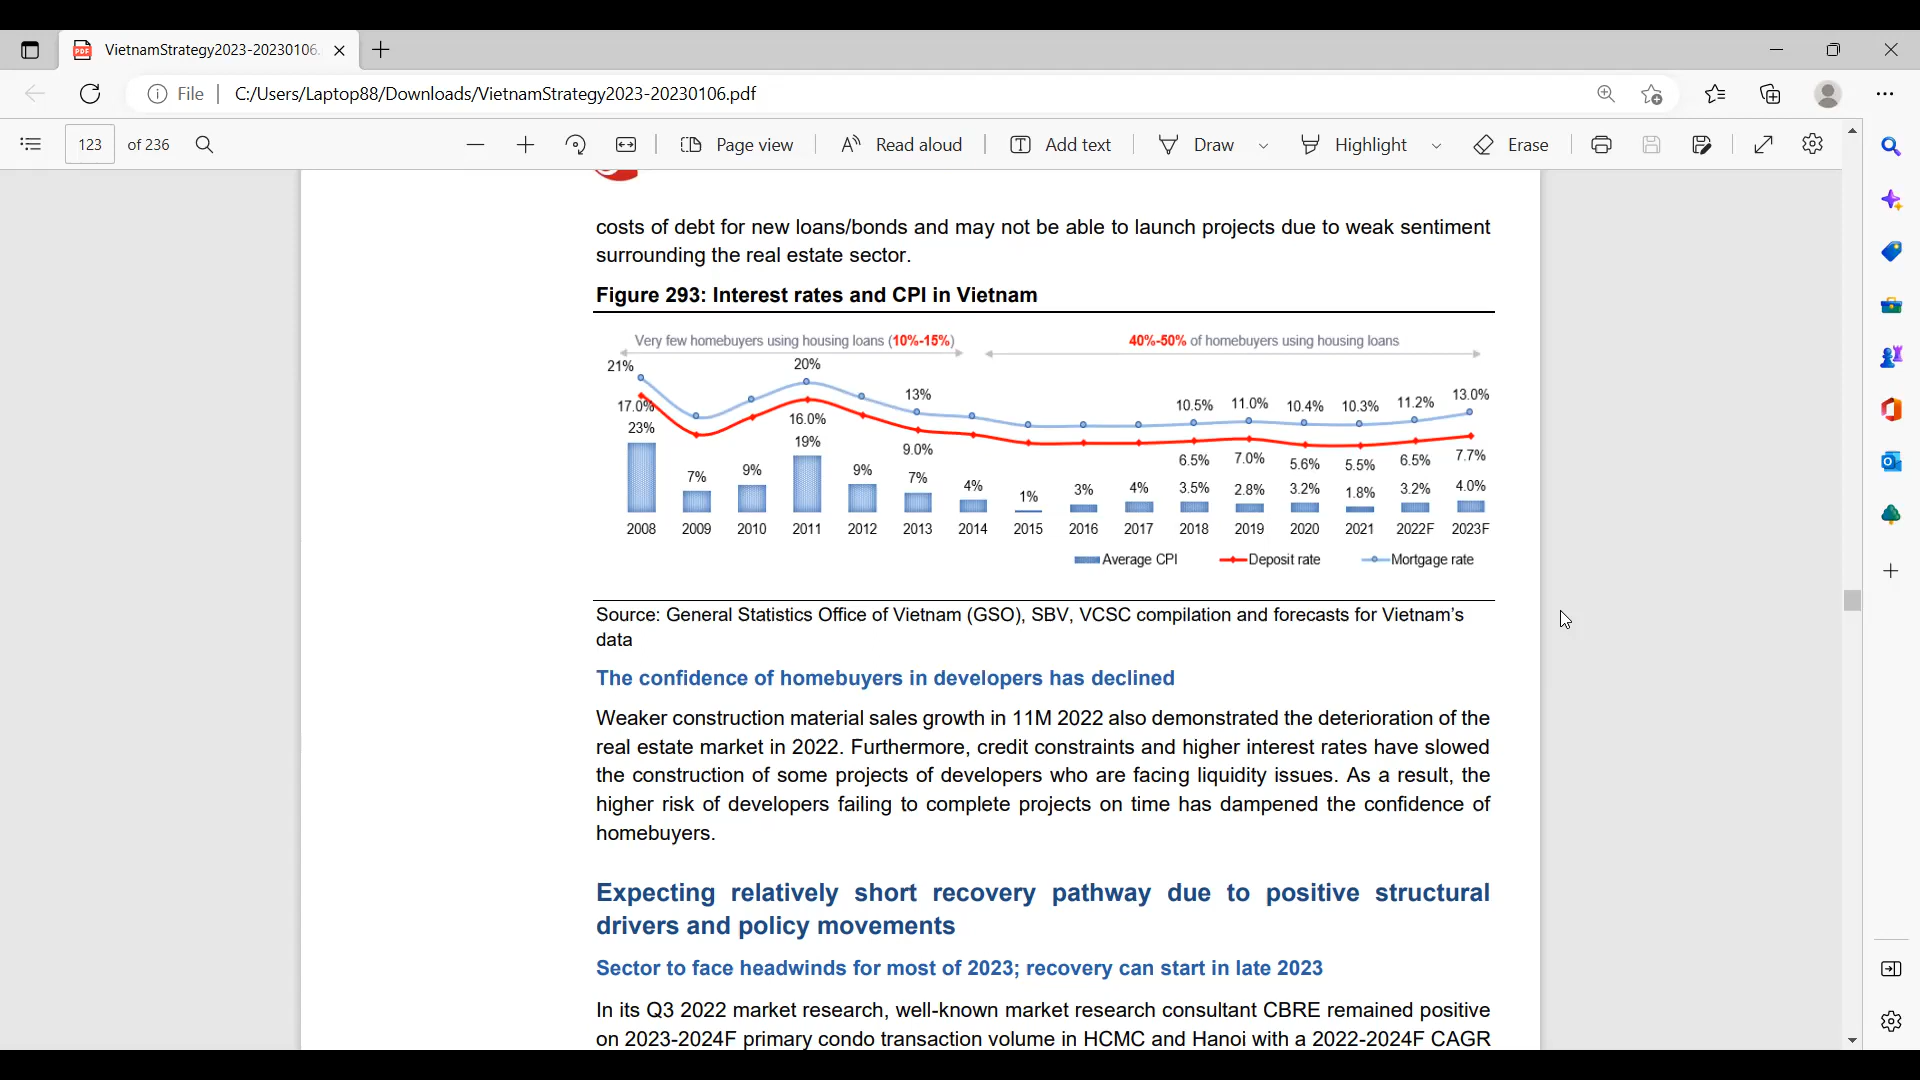 VietnamStrategy2023-20230106.
File
C:/Users/Laptop88/Downloads/VietnamStrategy2023-20230106.pdf
123 of 236
Page view
Read aloud
Add text
Draw
Highlight
Erase
costs of debt for new loans/bonds and may not be able to launch projects due to weak sentiment
surrounding the real estate sector.
Figure 293: Interest rates and CPI in Vietnam
Very few homebuyers using housing loans (10%-15%)
40%-50% of homebuyers using housing loans
21% 20% 13% 10.5% 11.0% 10.4% 10.3% 11.2% 13.0%
17.0% 16.0% 9.0% 6.5% 7.0% 5.6% 5.5% 6.5% 7.7%
23% 7% 9% 19% 9% 7% 4% 1% 3% 4% 3.5% 2.8% 3.2% 1.8% 3.2% 4.0%
2008 2009 2010 2011 2012 2013 2014 2015 2016 2017 2018 2019 2020 2021 2022F 2023F
Average CPI Deposit rate Mortgage rate
Source: General Statistics Office of Vietnam (GSO), SBV, VCSC compilation and forecasts for Vietnam's
data
The confidence of homebuyers in developers has declined
Weaker construction material sales growth in 11M 2022 also demonstrated the deterioration of the
real estate market in 2022. Furthermore, credit constraints and higher interest rates have slowed
the construction of some projects of developers who are facing liquidity issues. As a result, the
higher risk of developers failing to complete projects on time has dampened the confidence of
homebuyers.
Expecting relatively short recovery pathway due to positive structural
drivers and policy movements
Sector to face headwinds for most of 2023; recovery can start in late 2023
In its Q3 2022 market research, well-known market research consultant CBRE remained positive
on 2023-2024F primary condo transaction volume in HCMC and Hanoi with a 2022-2024F CAGR